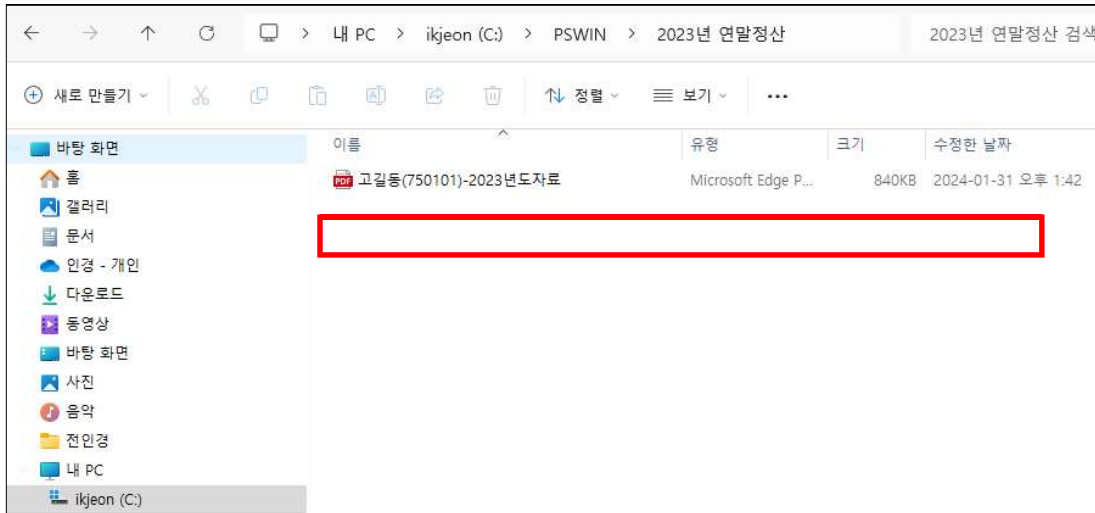 내 PC > ikjeon (C:) > PSWIN > 2023년 연말정산 2023년 연말정산 검색
새로 만들기 정렬 보기 ...
바탕 화면 이름 유형 크기 수정한 날짜
홈 고길동(750101)-2023년도자료 Microsoft Edge P... 840KB 2024-01-31 오후 1:42
갤러리
문서
인경 - 개인
다운로드
동영상
바탕 화면
사진
음악
전인경
내 PC
ikjeon (C:)